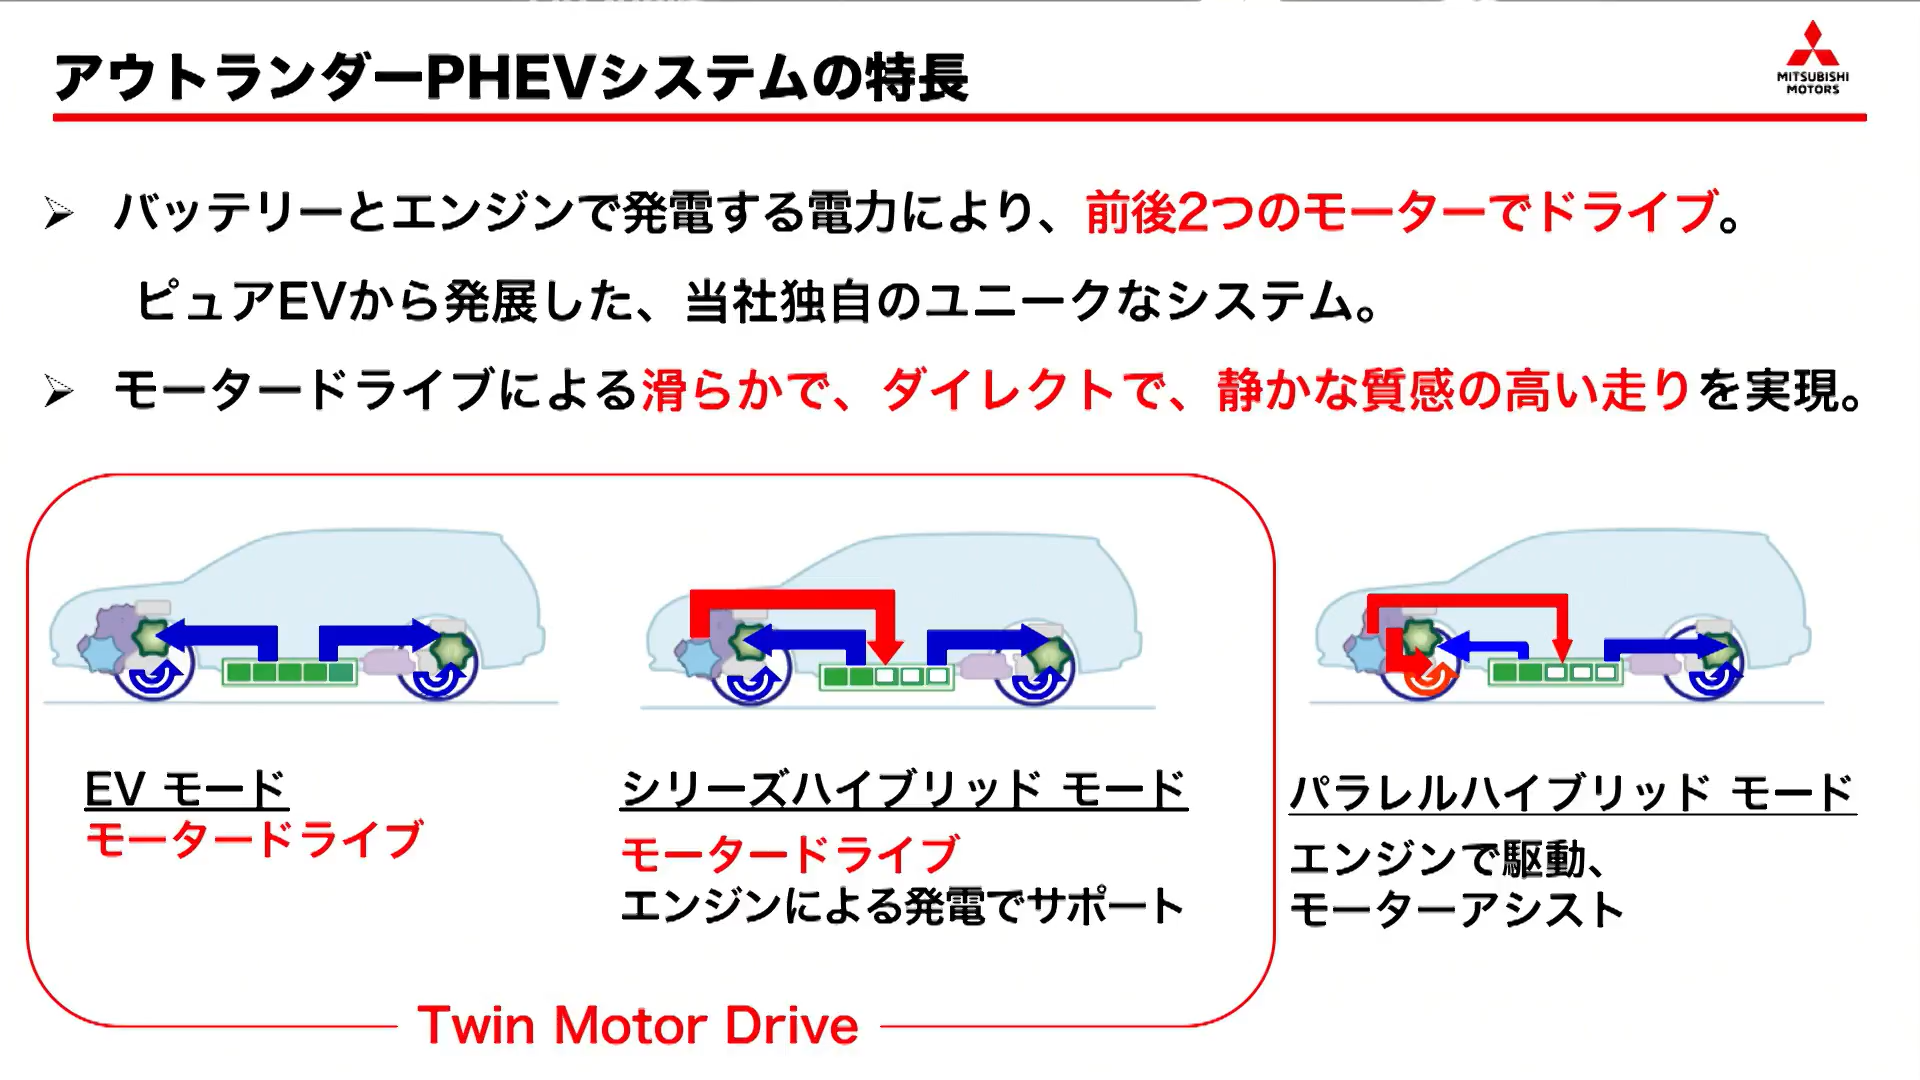 アウトランダーPHEVシステムの特長
MITSUBISHI
MOTORS
バッテリーとエンジンで発電する電力により、前後2つのモーターでドライブ。
ピュアEVから発展した、当社独自のユニークなシステム。
モータードライブによる滑らかで、ダイレクトで、静かな質感の高い走りを実現。
EV モード
モータードライブ
シリーズハイブリッド モード
モータードライブ
エンジンによる発電でサポート
パラレルハイブリッド モード
エンジンで駆動、
モーターアシスト
Twin Motor Drive